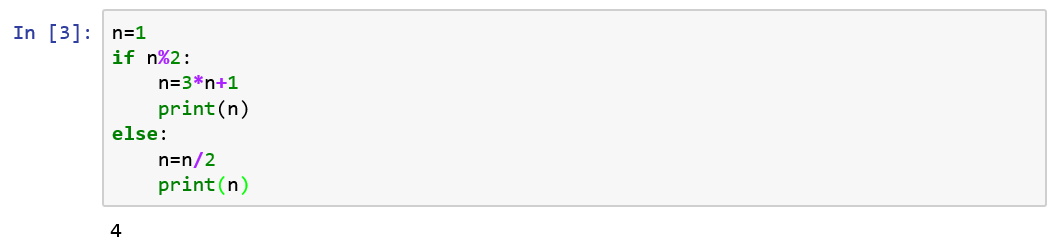 In [3]: n=1
if n%2:
    n=3*n+1
    print(n)
else:
    n=n/2
    print(n)
4